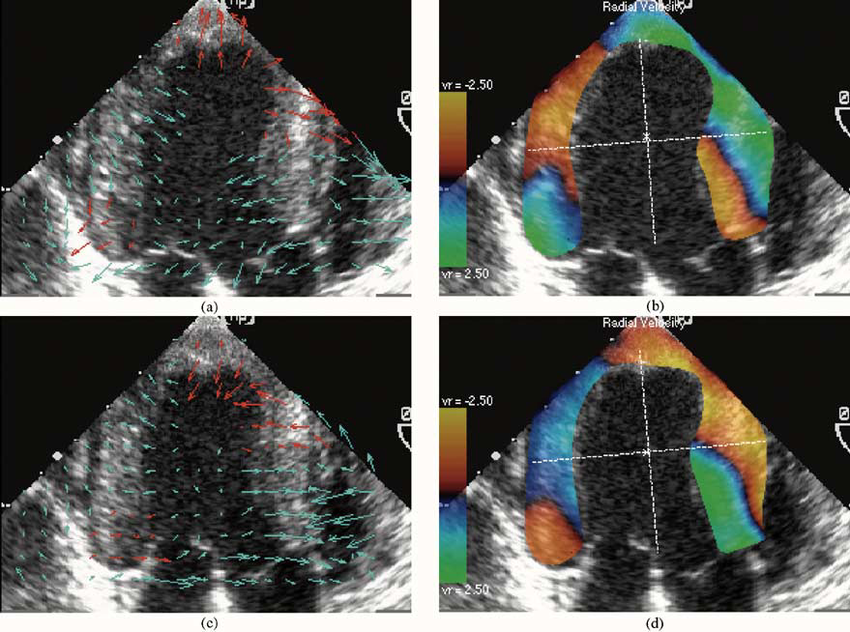 Radial Velocity
vr= -2.50
vr= 2.50
(a)
(b)
Radial Velocity
vr= -2.50
vr= 2.50
(c)
(d)